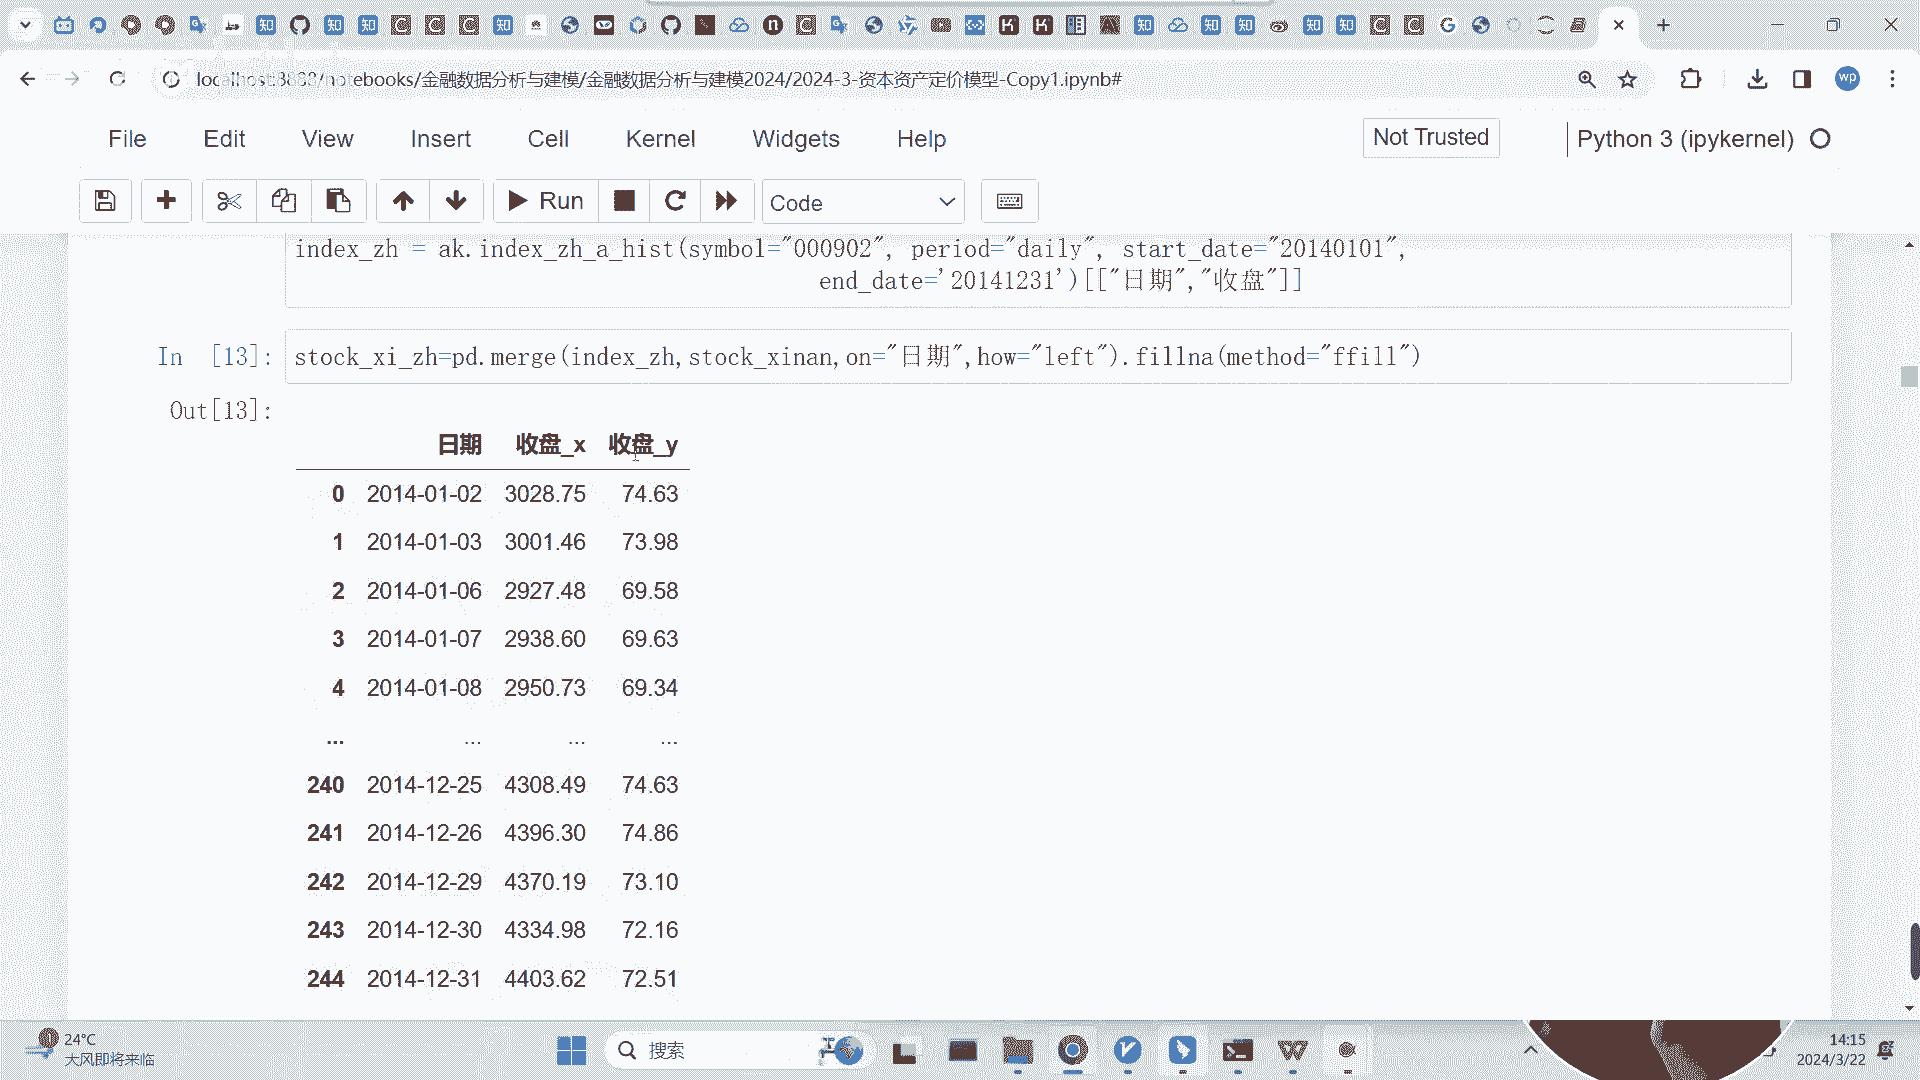 localhost:8888/notebooks/金融数据分析与建模/金融数据分析与建模2024/2024-3-资本资产定价模型-Copy1.ipynb#
wp
File Edit View Insert Cell Kernel Widgets Help Not Trusted Python 3 (ipykernel)
Run Code
index_zh = ak.index_zh_a_hist(symbol="000902", period="daily", start_date="20140101",
end_date='20141231')[["日期","收盘"]]
In [13]: stock_xi_zh=pd.merge(index_zh,stock_xinan,on="日期",how="left").fillna(method="ffill")
Out[13]:
日期 收盘_x 收盘_y
0 2014-01-02 3028.75 74.63
1 2014-01-03 3001.46 73.98
2 2014-01-06 2927.48 69.58
3 2014-01-07 2938.60 69.63
4 2014-01-08 2950.73 69.34
... ... ... ...
240 2014-12-25 4308.49 74.63
241 2014-12-26 4396.30 74.86
242 2014-12-29 4370.19 73.10
243 2014-12-30 4334.98 72.16
244 2014-12-31 4403.62 72.51
24°C
大风即将来临
搜索
14:15
2024/3/22